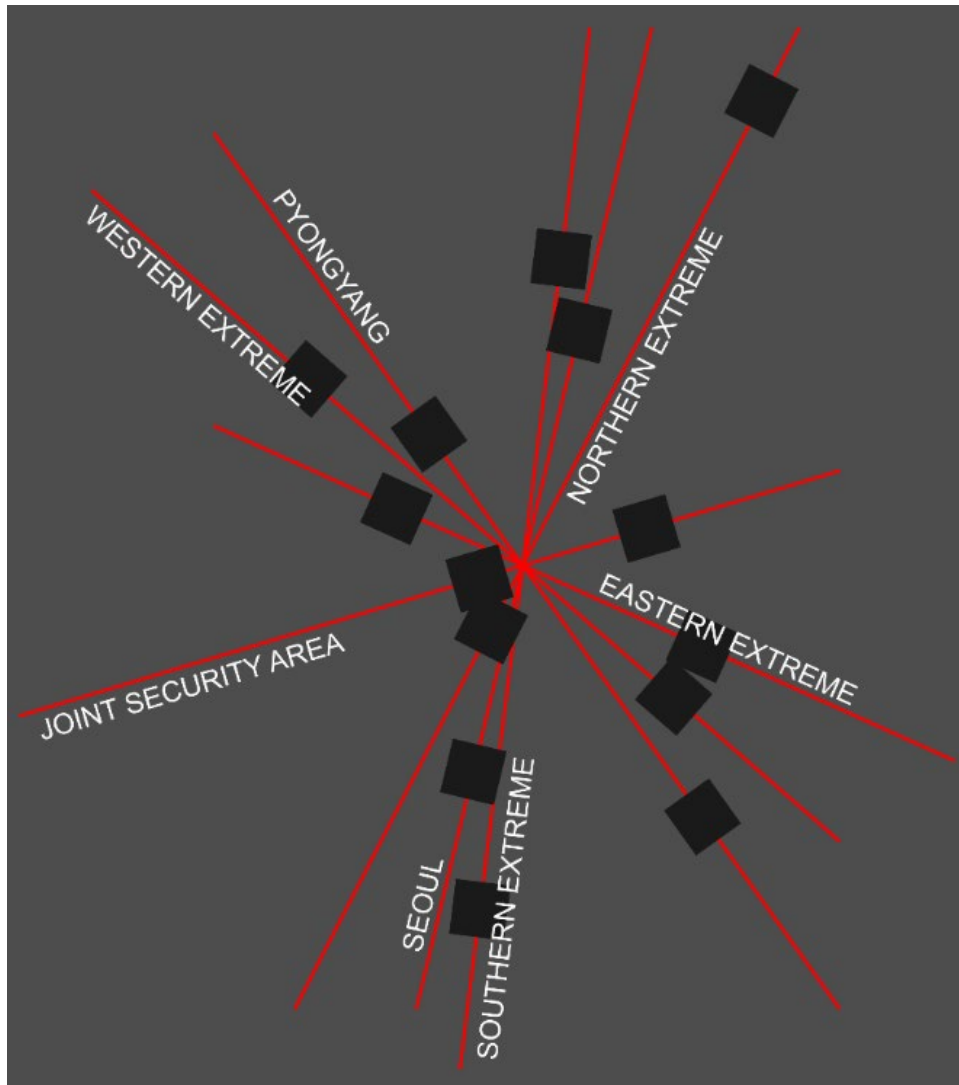 PYONGYANG
WESTERN EXTREME
NORTHERN EXTREME
EASTERN EXTREME
JOINT SECURITY AREA
SEOUL
SOUTHERN EXTREME